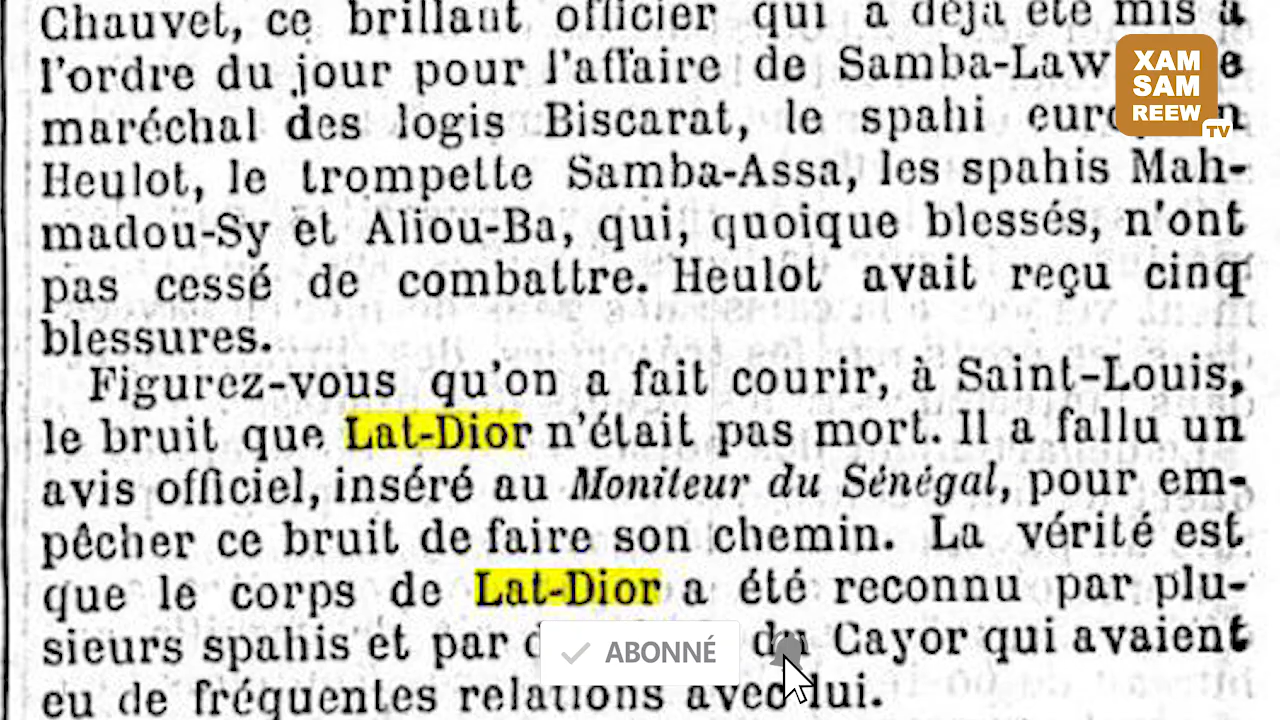 Chauvet, ce brillant officier qui a déjà été mis à
l'ordre du jour pour l'affaire de Samba-Law
maréchal des logis Biscarat, le spahi
Heulot, le trompette Samba-Assa, les spahis Mah-
madou-Sy et Aliou-Ba, qui, quoique blessés, n'ont
pas cessé de combattre. Heulot avait reçu cinq
blessures.
Figurez-vous qu'on a fait courir, à Saint-Louis,
le bruit que Lat-Dior n'était pas mort. Il a fallu un
avis officiel, inséré au Moniteur du Sénégal, pour em-
pêcher ce bruit de faire son chemin. La vérité est
que le corps de Lat-Dior a été reconnu par plu-
sieurs spahis et par du Cayor qui avaient
eu de fréquentes relations avec lui.
XAM
SAM
REEW
TV
ABONNÉ